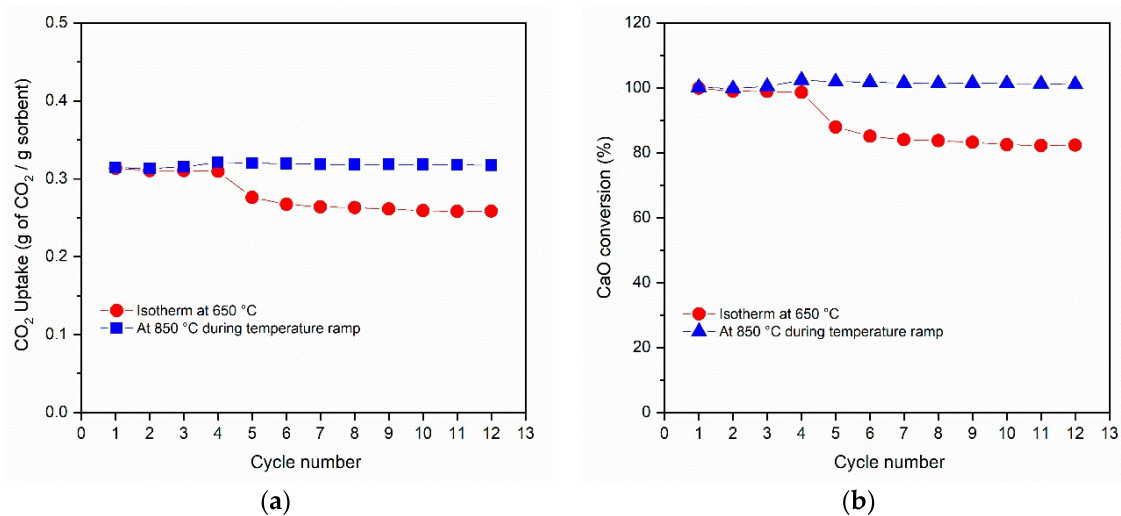 0.5
0.4
0.3
0.2
0.1
0.0
CO₂ Uptake (g of CO₂ / g sorbent)
Isotherm at 650 °C
At 850 °C during temperature ramp
0 1 2 3 4 5 6 7 8 9 10 11 12 13
Cycle number
(a)
120
100
80
60
40
20
0
CaO conversion (%)
Isotherm at 650 °C
At 850 °C during temperature ramp
0 1 2 3 4 5 6 7 8 9 10 11 12 13
Cycle number
(b)